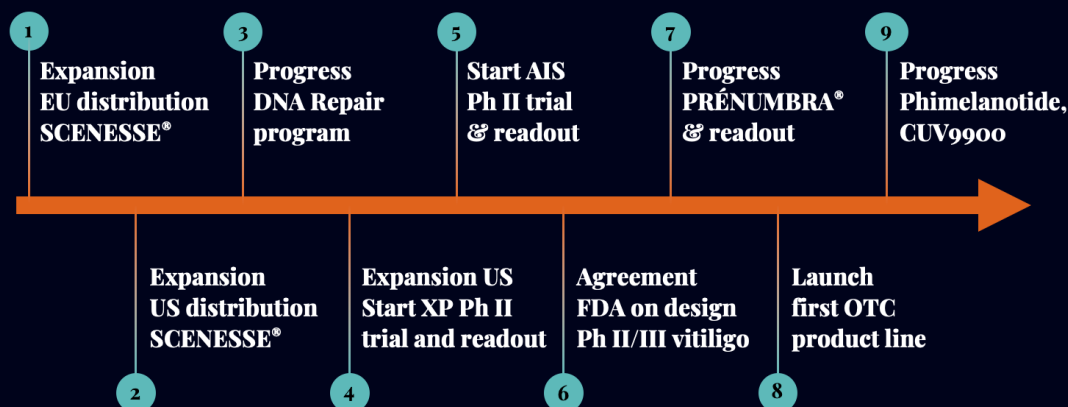 1
Expansion
EU distribution
SCENESSE®
2
Expansion
US distribution
SCENESSE®
3
Progress
DNA Repair
program
4
Expansion US
Start XP Ph II
trial and readout
5
Start AIS
Ph II trial
& readout
6
Agreement
FDA on design
Ph II/III vitiligo
7
Progress
PRÉNUMBRA®
& readout
8
Launch
first OTC
product line
9
Progress
Phimelanotide,
CUV9900